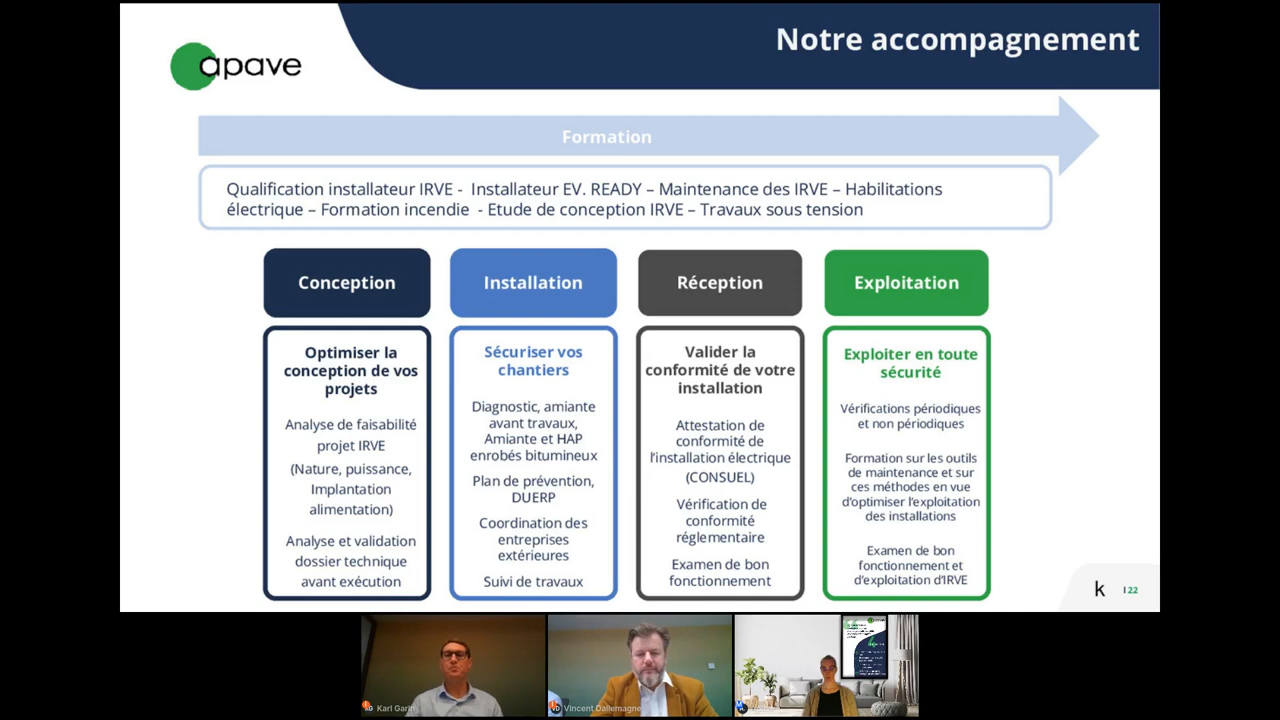 Notre accompagnement
apave
Formation
Qualification installateur IRVE - Installateur EV. READY – Maintenance des IRVE – Habilitations
électrique – Formation incendie - Etude de conception IRVE – Travaux sous tension
Conception
Optimiser la
conception de vos
projets
Analyse de faisabilité
projet IRVE
(Nature, puissance,
Implantation
alimentation)
Analyse et validation
dossier technique
avant exécution
Installation
Sécuriser vos
chantiers
Diagnostic, amiante
avant travaux,
Amiante et HAP
enrobés bitumineux
Plan de prévention,
DUERP
Coordination des
entreprises
extérieures
Suivi de travaux
Réception
Valider la
conformité de votre
installation
Attestation de
conformité de
l'installation électrique
(CONSUEL)
Vérification de
conformité
réglementaire
Examen de bon
fonctionnement
Exploitation
Exploiter en toute
sécurité
Vérifications périodiques
et non périodiques
Formation sur les outils
de maintenance et sur
ces méthodes en vue
d'optimiser l'exploitation
des installations
Examen de bon
fonctionnement et
d'exploitation d'IRVE
k
22
Karl Garin
Vincent Dallemagne